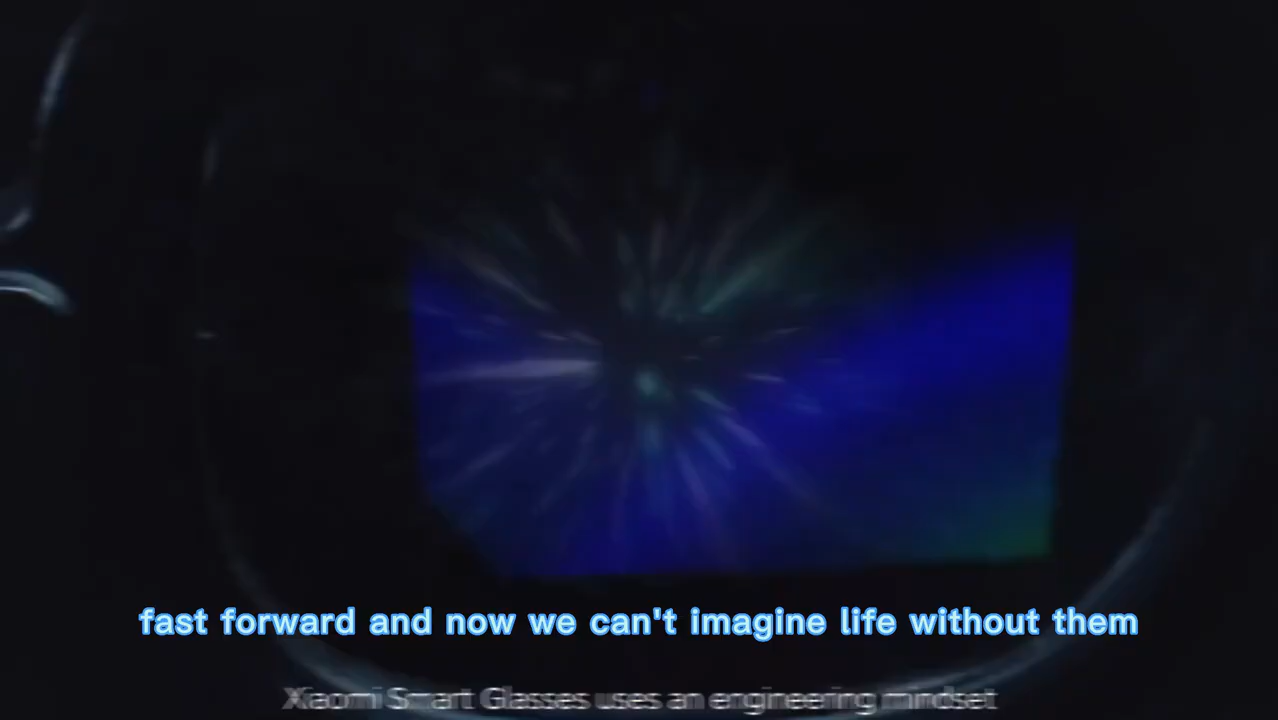 fast forward and now we can't imagine life without them
Xiaomi Smart Glasses uses an engineering mindset